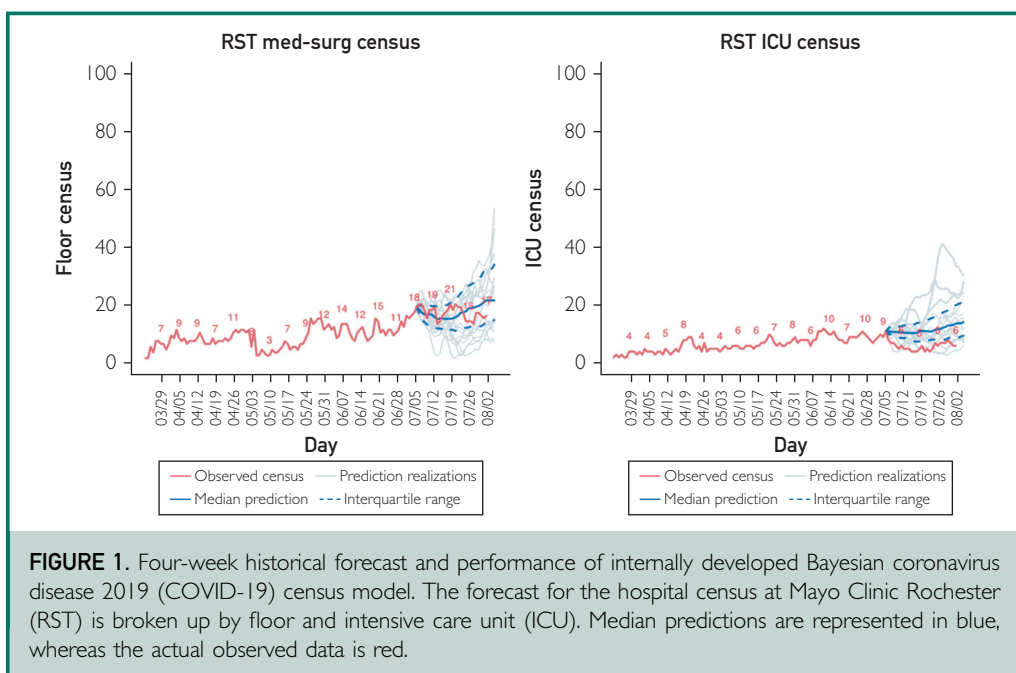 RST med-surg census
100
80
60
40
20
0
Floor census
7 9 9 7 11 6 3 7 9 12 14 12 15 11 18 19 21 15 17
03/29 04/05 04/12 04/19 04/26 05/03 05/10 05/17 05/24 05/31 06/07 06/14 06/21 06/28 07/05 07/12 07/19 07/26 08/02
Day
Observed census Prediction realizations
Median prediction Interquartile range
RST ICU census
100
80
60
40
20
0
ICU census
4 4 5 8 4 4 6 6 7 8 6 10 7 10 9 6
03/29 04/05 04/12 04/19 04/26 05/03 05/10 05/17 05/24 05/31 06/07 06/14 06/21 06/28 07/05 07/12 07/19 07/26 08/02
Day
Observed census Prediction realizations
Median prediction Interquartile range
FIGURE 1. Four-week historical forecast and performance of internally developed Bayesian coronavirus
disease 2019 (COVID-19) census model. The forecast for the hospital census at Mayo Clinic Rochester
(RST) is broken up by floor and intensive care unit (ICU). Median predictions are represented in blue,
whereas the actual observed data is red.